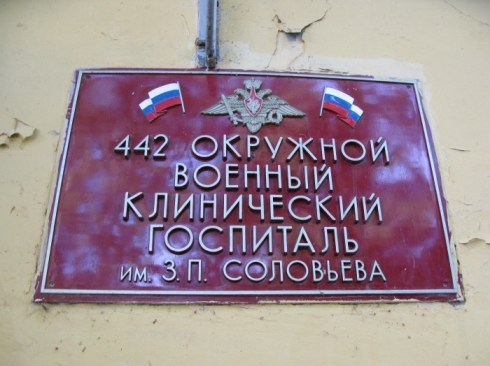 442 ОКРУЖНОЙ
ВОЕННЫЙ
КЛИНИЧЕСКИЙ
ГОСПИТАЛЬ
ИМ. З.П. СОЛОВЬЕВА